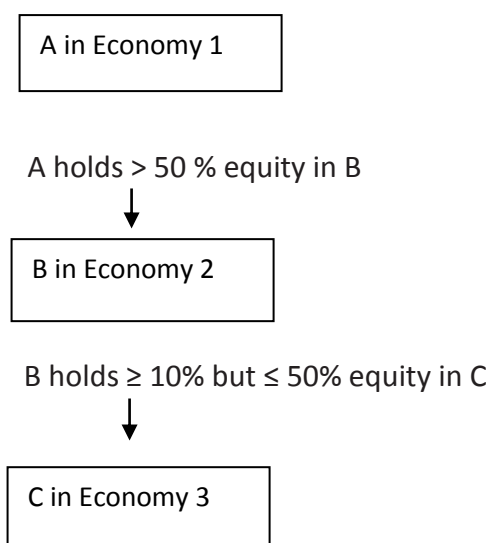 A in Economy 1
A holds > 50 % equity in B
B in Economy 2
B holds ≥ 10% but ≤ 50% equity in C
C in Economy 3